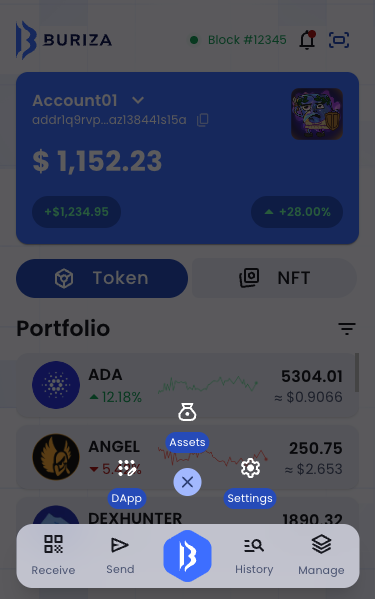 BURIZA
Block #12345
Account01
addr1q9rvp...az138441s15a
$ 1,152.23
+$1,234.95
+28.00%
Token
NFT
Portfolio
ADA
5304.01
12.18%
≈ $0.9066
Assets
ANGEL
250.75
≈ $2.653
DApp
Settings
DEXHUNTER
1890.32
Receive
Send
History
Manage